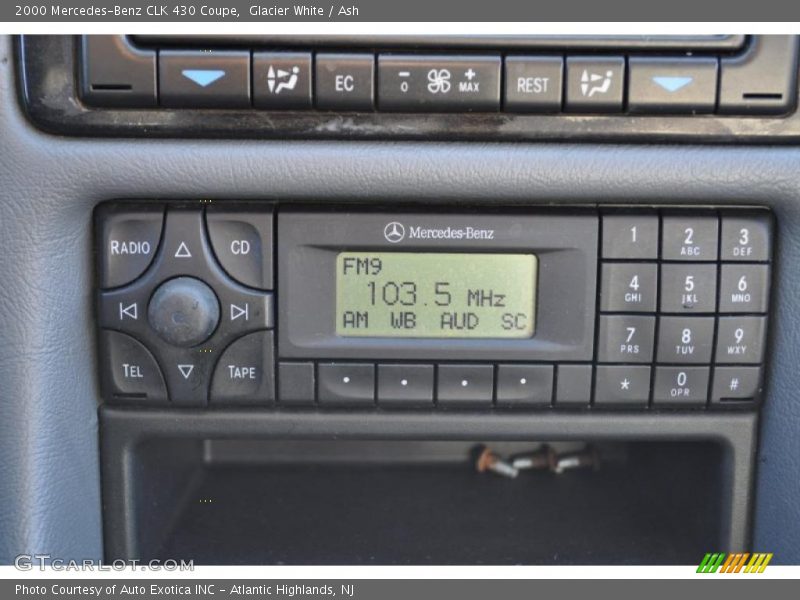 2000 Mercedes-Benz CLK 430 Coupe,  Glacier White / Ash
EC
0
MAX
REST
RADIO
CD
TEL
TAPE
Mercedes-Benz
FM9
103.5 MHz
AM WB AUD SC
1
2 ABC
3 DEF
4 GHI
5 JKL
6 MNO
7 PRS
8 TUV
9 WXY
*
0 OPR
#
GTCARLOT.COM
Photo Courtesy of Auto Exotica INC - Atlantic Highlands, NJ